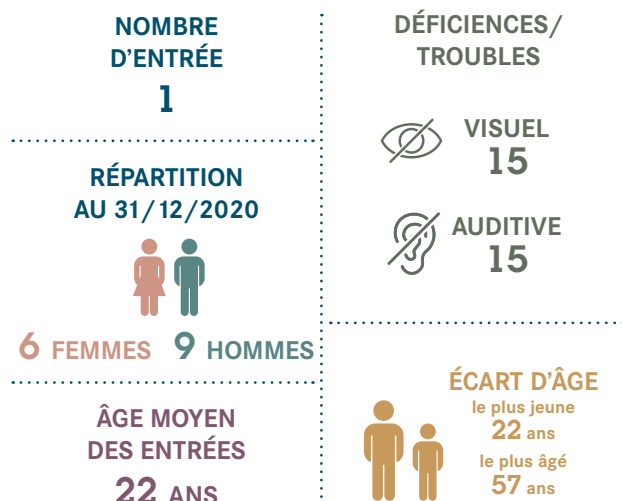 NOMBRE
D'ENTRÉE
1
RÉPARTITION
AU 31/12/2020
6 FEMMES 9 HOMMES
ÂGE MOYEN
DES ENTRÉES
22 ANS
DÉFICIENCES/
TROUBLES
VISUEL
15
AUDITIVE
15
ÉCART D'ÂGE
le plus jeune
22 ans
le plus âgé
57 ans